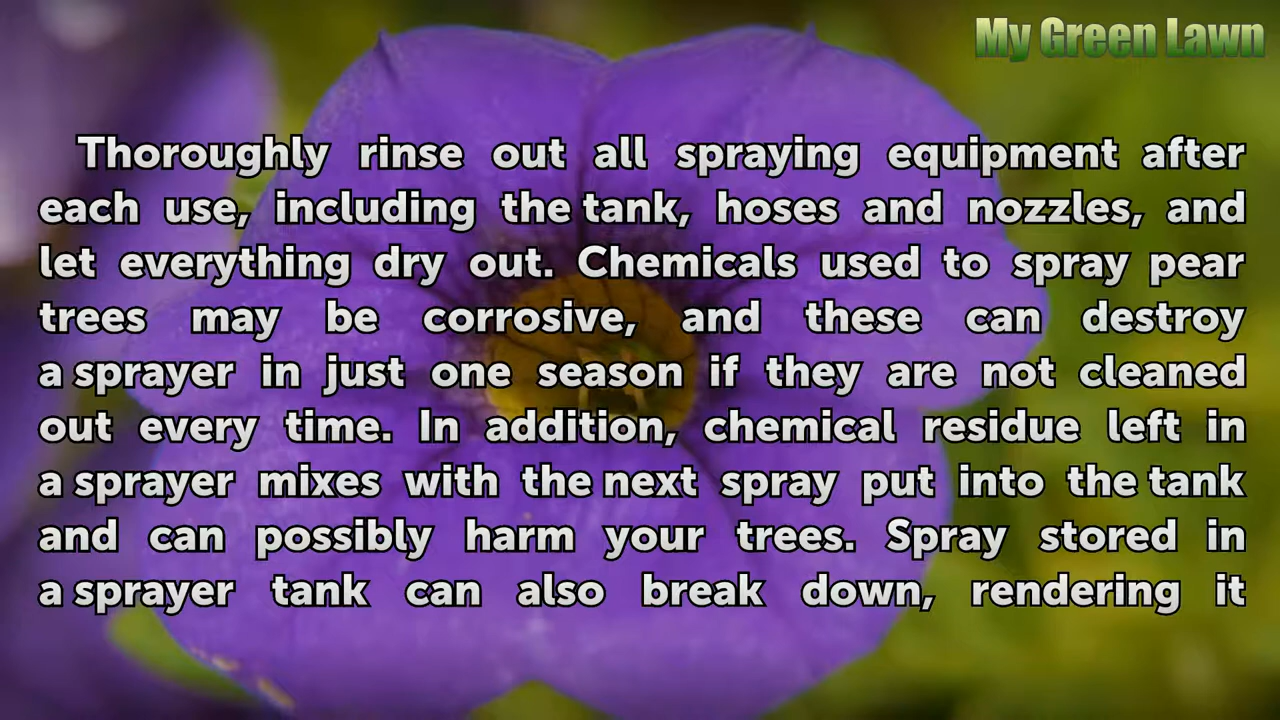 My Green Lawn
Thoroughly rinse out all spraying equipment after
each use, including the tank, hoses and nozzles, and
let everything dry out. Chemicals used to spray pear
trees may be corrosive, and these can destroy
a sprayer in just one season if they are not cleaned
out every time. In addition, chemical residue left in
a sprayer mixes with the next spray put into the tank
and can possibly harm your trees. Spray stored in
a sprayer tank can also break down, rendering it